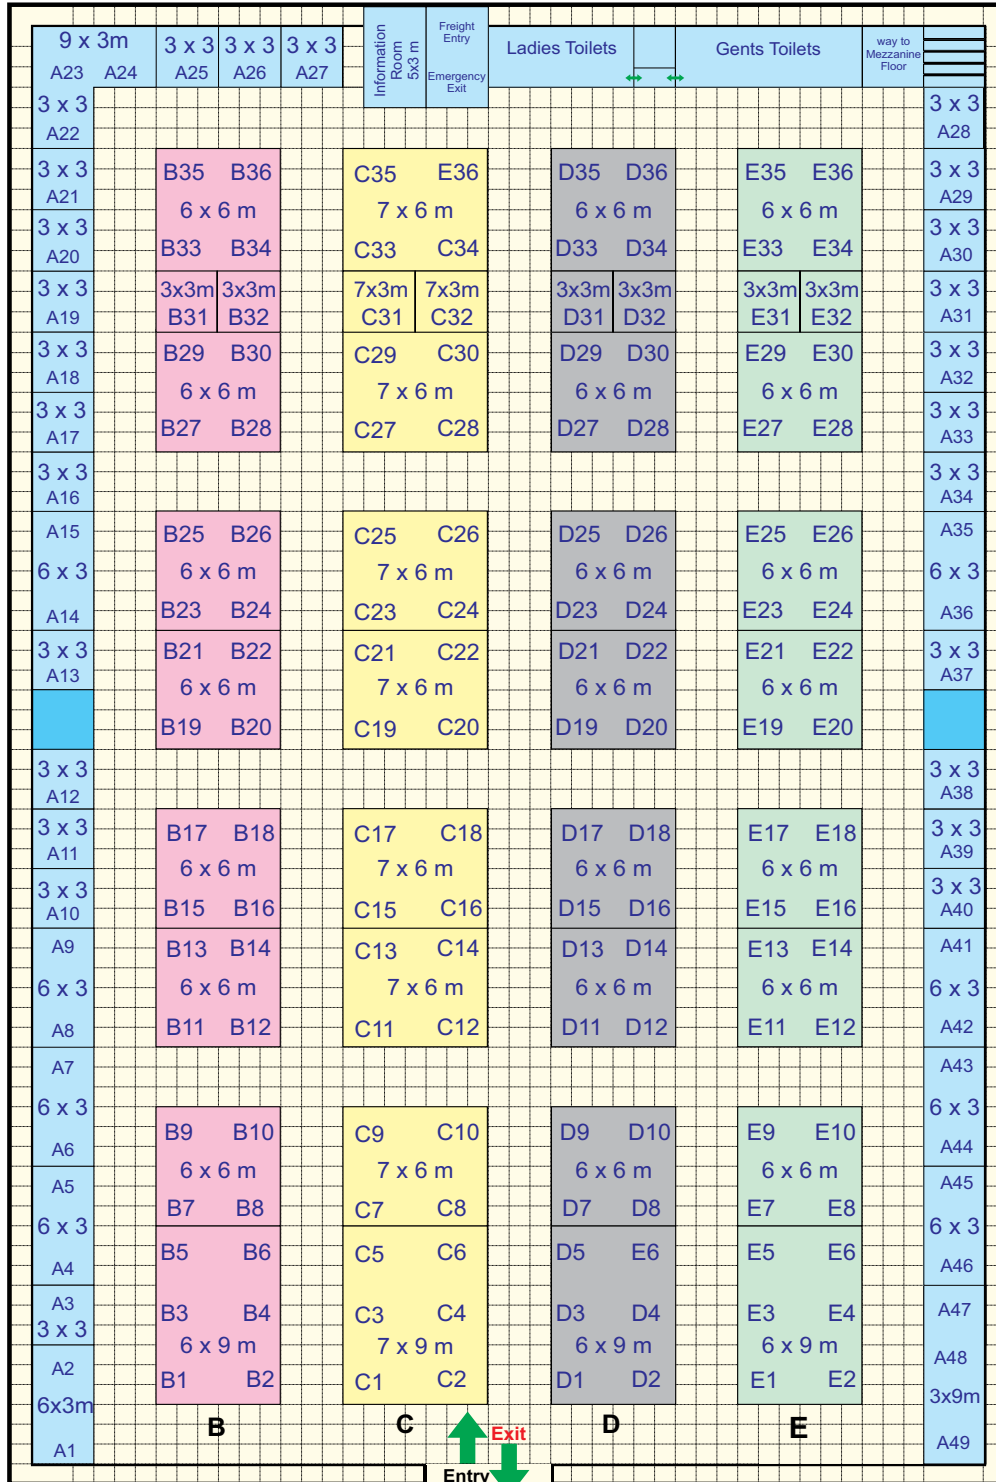 9 x 3m
A23 A24
3 x 3
A25
3 x 3
A26
3 x 3
A27
Information
Room
5x3 m
Freight
Entry
Emergency
Exit
Ladies Toilets
Gents Toilets
way to
Mezzanine
Floor
3 x 3
A22
3 x 3
A21
3 x 3
A20
3 x 3
A19
3 x 3
A18
3 x 3
A17
3 x 3
A16
A15
6 x 3
A14
3 x 3
A13
3 x 3
A12
3 x 3
A11
3 x 3
A10
A9
6 x 3
A8
A7
6 x 3
A6
A5
6 x 3
A4
A3
3 x 3
A2
6x3m
A1
B35 B36
6 x 6 m
B33 B34
3x3m 3x3m
B31 B32
B29 B30
6 x 6 m
B27 B28
B25 B26
6 x 6 m
B23 B24
B21 B22
6 x 6 m
B19 B20
B17 B18
6 x 6 m
B15 B16
B13 B14
6 x 6 m
B11 B12
B9 B10
6 x 6 m
B7 B8
B5 B6
B3 B4
6 x 9 m
B1 B2
B
C35 E36
7 x 6 m
C33 C34
7x3m 7x3m
C31 C32
C29 C30
7 x 6 m
C27 C28
C25 C26
7 x 6 m
C23 C24
C21 C22
7 x 6 m
C19 C20
C17 C18
7 x 6 m
C15 C16
C13 C14
7 x 6 m
C11 C12
C9 C10
7 x 6 m
C7 C8
C5 C6
C3 C4
7 x 9 m
C1 C2
C
D35 D36
6 x 6 m
D33 D34
3x3m 3x3m
D31 D32
D29 D30
6 x 6 m
D27 D28
D25 D26
6 x 6 m
D23 D24
D21 D22
6 x 6 m
D19 D20
D17 D18
6 x 6 m
D15 D16
D13 D14
6 x 6 m
D11 D12
D9 D10
6 x 6 m
D7 D8
D5 E6
D3 D4
6 x 9 m
D1 D2
D
E35 E36
6 x 6 m
E33 E34
3x3m 3x3m
E31 E32
E29 E30
6 x 6 m
E27 E28
E25 E26
6 x 6 m
E23 E24
E21 E22
6 x 6 m
E19 E20
E17 E18
6 x 6 m
E15 E16
E13 E14
6 x 6 m
E11 E12
E9 E10
6 x 6 m
E7 E8
E5 E6
E3 E4
6 x 9 m
E1 E2
E
3 x 3
A28
3 x 3
A29
3 x 3
A30
3 x 3
A31
3 x 3
A32
3 x 3
A33
3 x 3
A34
A35
6 x 3
A36
3 x 3
A37
3 x 3
A38
3 x 3
A39
3 x 3
A40
A41
6 x 3
A42
A43
6 x 3
A44
A45
6 x 3
A46
A47
A48
3x9m
A49
Exit
Entry